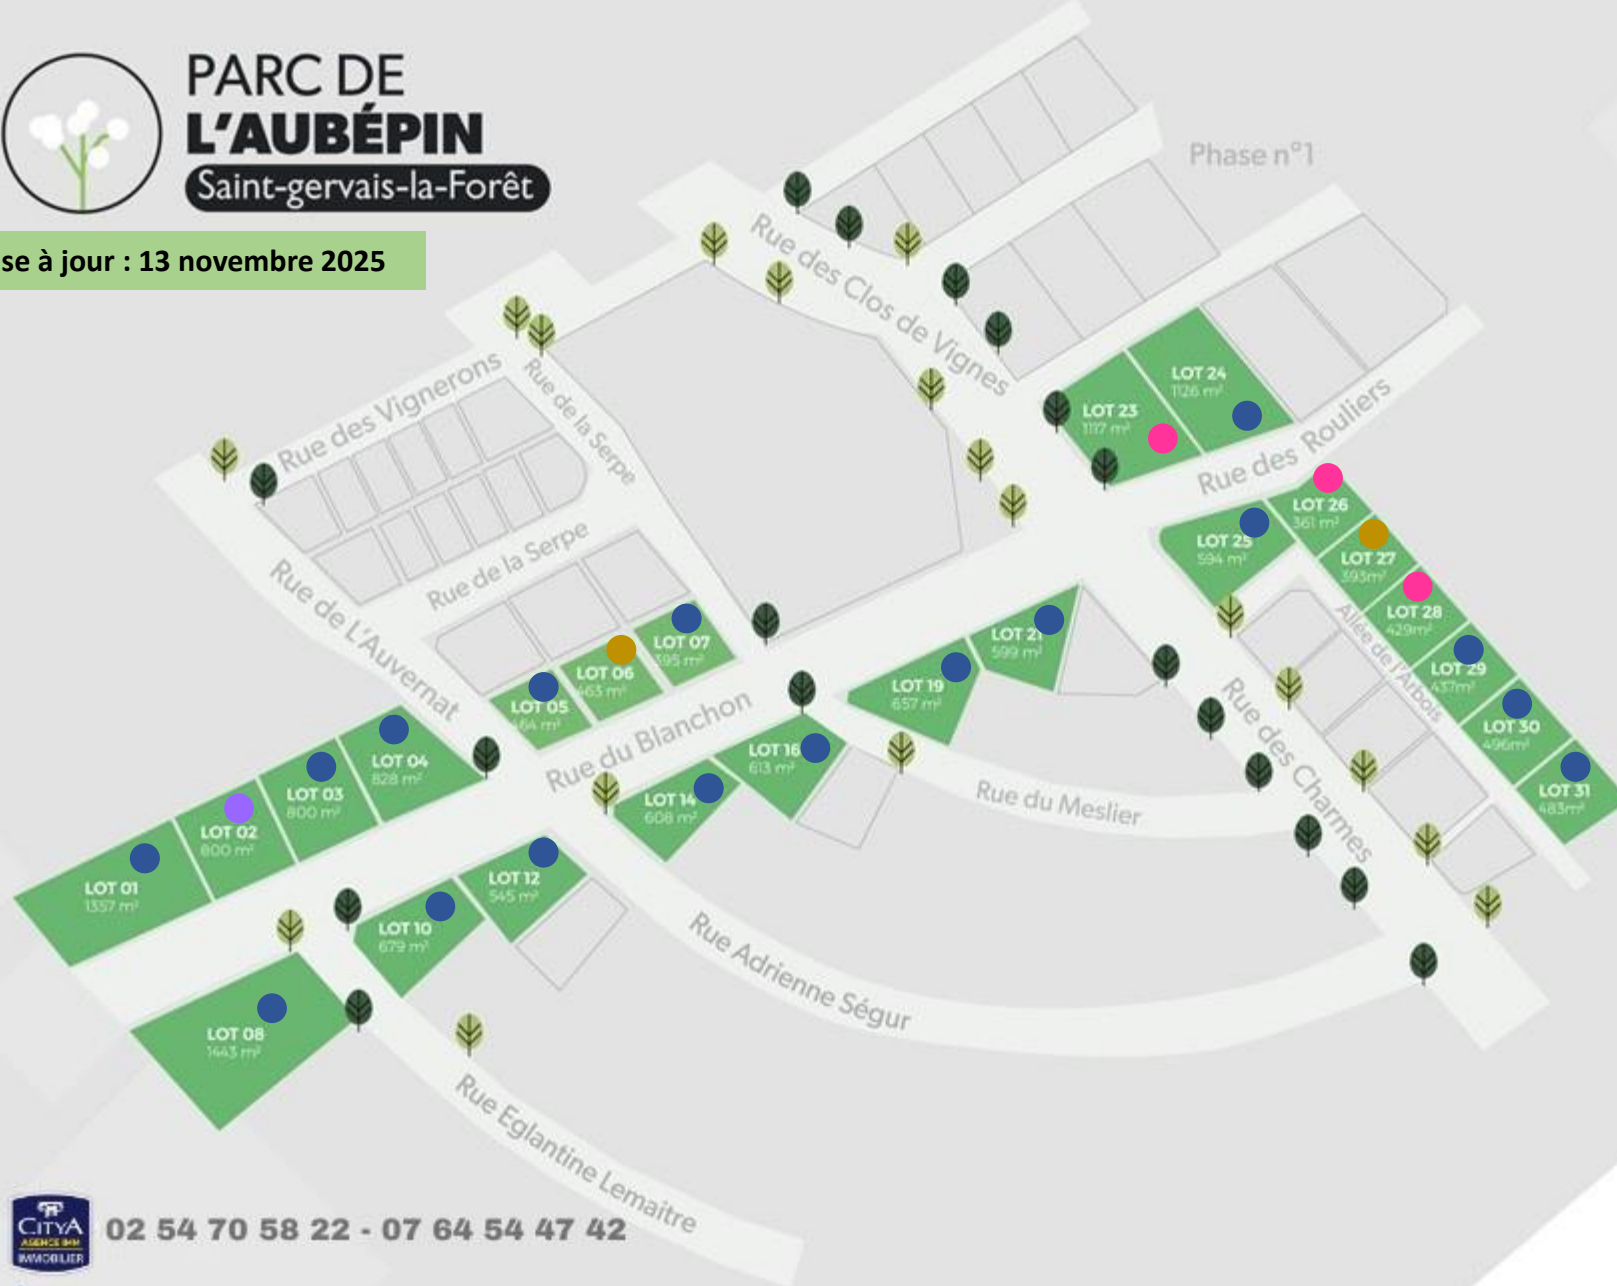 PARC DE
L'AUBÉPIN
Saint-gervais-la-Forêt
se à jour : 13 novembre 2025
Phase n°1
Rue des Clos de Vignes
Rue des Vignerons
Rue de la Serpe
Rue de la Serpe
Rue de L'Auvernat
LOT 24
1126 m²
LOT 23
1117 m²
Rue des Rouliers
LOT 26
361 m²
LOT 25
594 m²
LOT 27
393m²
LOT 28
429m²
Allée de l'Arbois
LOT 29
437m²
LOT 30
496m²
LOT 31
483m²
LOT 07
395 m²
LOT 06
463 m²
LOT 05
464 m²
LOT 21
599 m²
LOT 19
657 m²
Rue du Blanchon
LOT 16
613 m²
LOT 14
608 m²
LOT 04
828 m²
LOT 03
800 m²
LOT 02
800 m²
LOT 01
1357 m²
Rue du Meslier
Rue des Charmes
LOT 12
545 m²
LOT 10
679 m²
LOT 08
1443 m²
Rue Adrienne Ségur
Rue Eglantine Lemaitre
CITYA
AGENCE IMM
IMMOBILIER
02 54 70 58 22 - 07 64 54 47 42